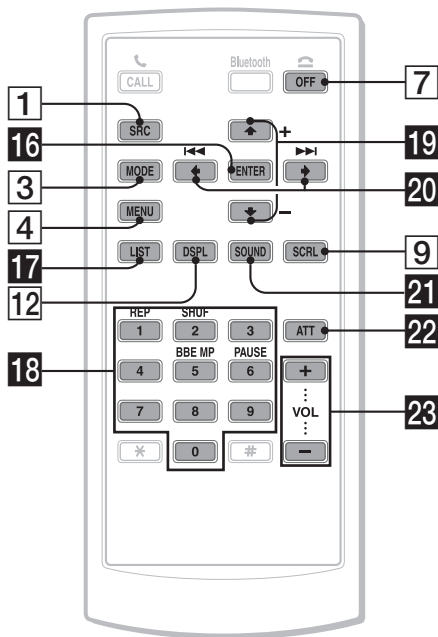 CALL Bluetooth OFF 7
1 SRC + 19
16 MODE ENTER 20
3 MENU −
4 LIST DSPL SOUND SCRL 9
17 12 21
REP SHUF
1 2 3 ATT 22
BBE MP PAUSE
18 4 5 6 +
7 8 9 VOL 23
* 0 # −